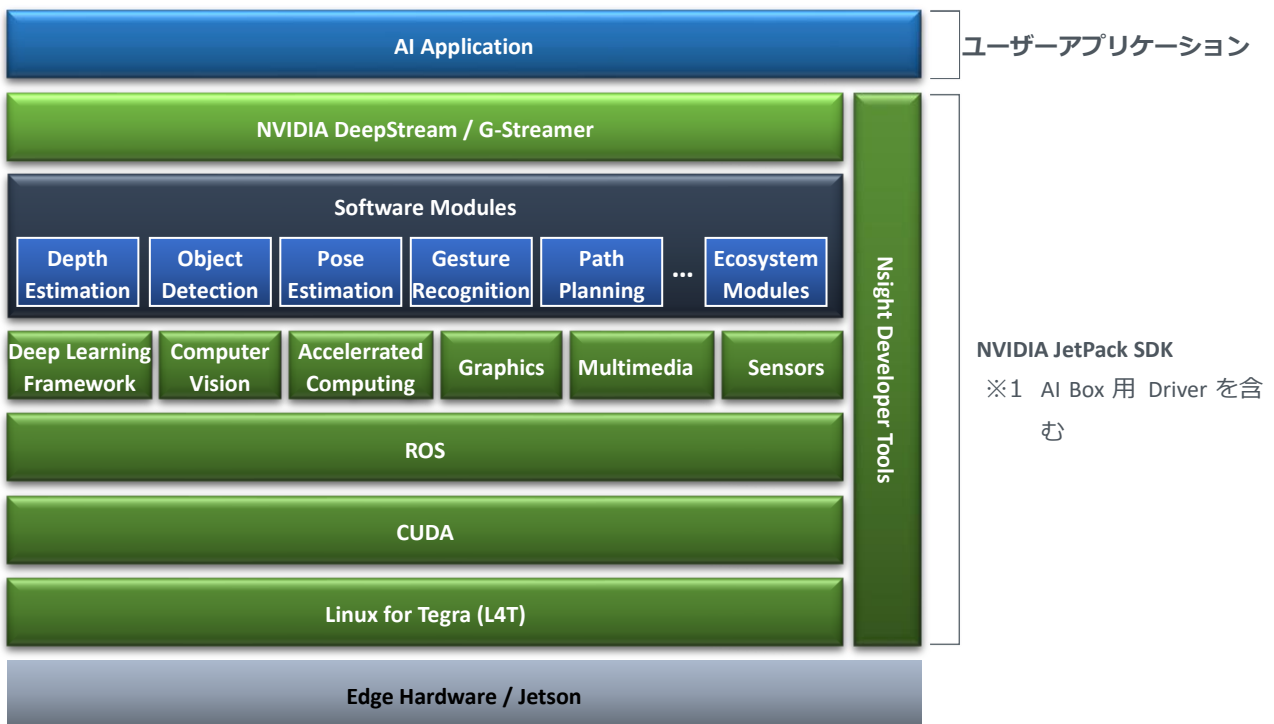 AI Application
ユーザーアプリケーション
NVIDIA DeepStream / G-Streamer
Software Modules
Depth
Estimation
Object
Detection
Pose
Estimation
Gesture
Recognition
Path
Planning
...
Ecosystem
Modules
Deep Learning
Framework
Computer
Vision
Accelerrated
Computing
Graphics
Multimedia
Sensors
ROS
CUDA
Linux for Tegra (L4T)
Nsight Developer Tools
NVIDIA JetPack SDK
※1 AI Box 用 Driver を含
む
Edge Hardware / Jetson